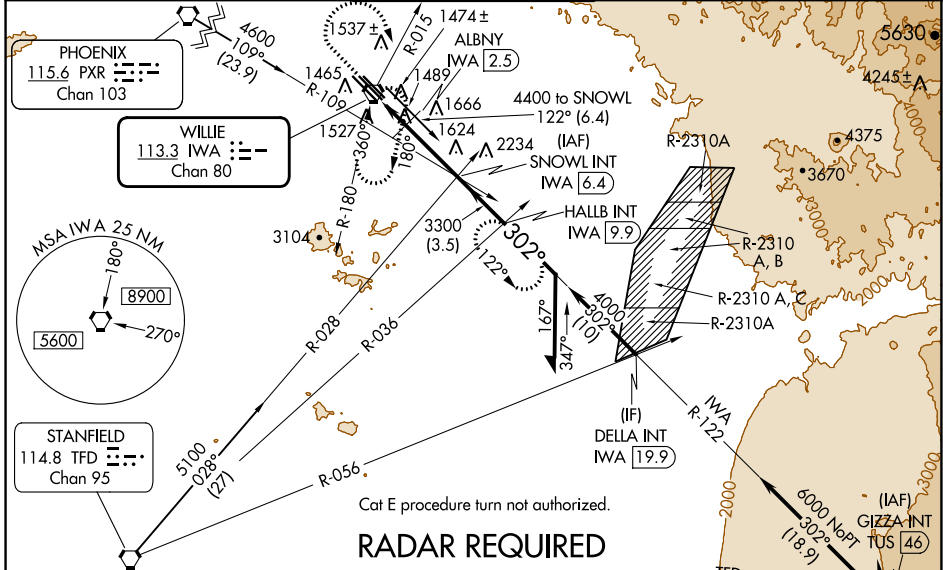 PHOENIX
115.6 PXR
Chan 103
4600
109°
(23.9)
R-109
1537 ±
R-015
1474 ±
ALBNY
IWA 2.5
1465
1489
1666
1527
1624
4400 to SNOWL
122° (6.4)
2234
5630
4245 ±
4375
3670
WILLIE
113.3 IWA
Chan 80
360°
180°
R-180
(IAF)
SNOWL INT
IWA 6.4
R-2310A
HALLB INT
IWA 9.9
3300
(3.5)
302°
122°
R-2310
A, B
R-2310 A, C
R-2310A
3000
3104
MSA IWA 25 NM
180°
8900
5600
270°
R-028
R-036
167°
347°
4000
302°
(10)
(IF)
DELLA INT
IWA 19.9
IWA
R-122
STANFIELD
114.8 TFD
Chan 95
5100
028°
(27)
R-056
Cat E procedure turn not authorized.
RADAR REQUIRED
2000
3000
6000 NoPT
302°
(18.9)
(IAF)
GIZZA INT
TUS 46